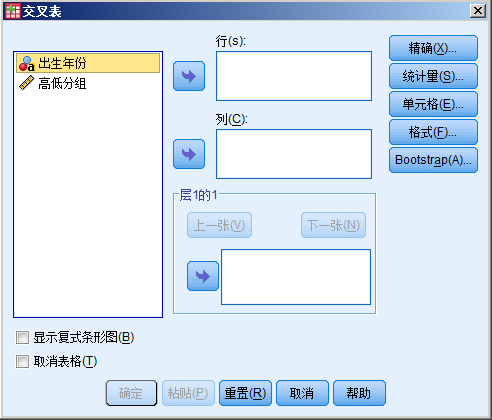 交叉表
行(s):
出生年份
高低分组
精确(X)...
统计量(S)...
单元格(E)...
列(C):
格式(F)...
Bootstrap(A)...
层1的1
上一张(V)
下一张(N)
显示复式条形图(B)
取消表格(T)
确定
粘贴(P)
重置(R)
取消
帮助